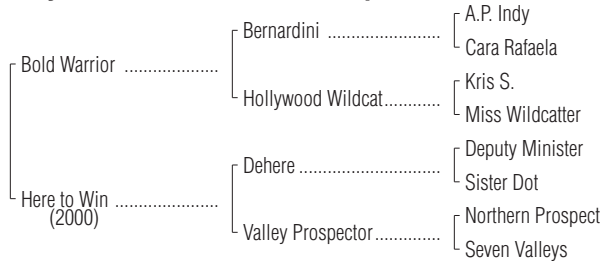 A.P. Indy
Bernardini ........................
Cara Rafaela
Bold Warrior ....................
Kris S.
Hollywood Wildcat............
Miss Wildcatter
Deputy Minister
Dehere ..............................
Sister Dot
Here to Win ......................
(2000)
Northern Prospect
Valley Prospector..............
Seven Valleys